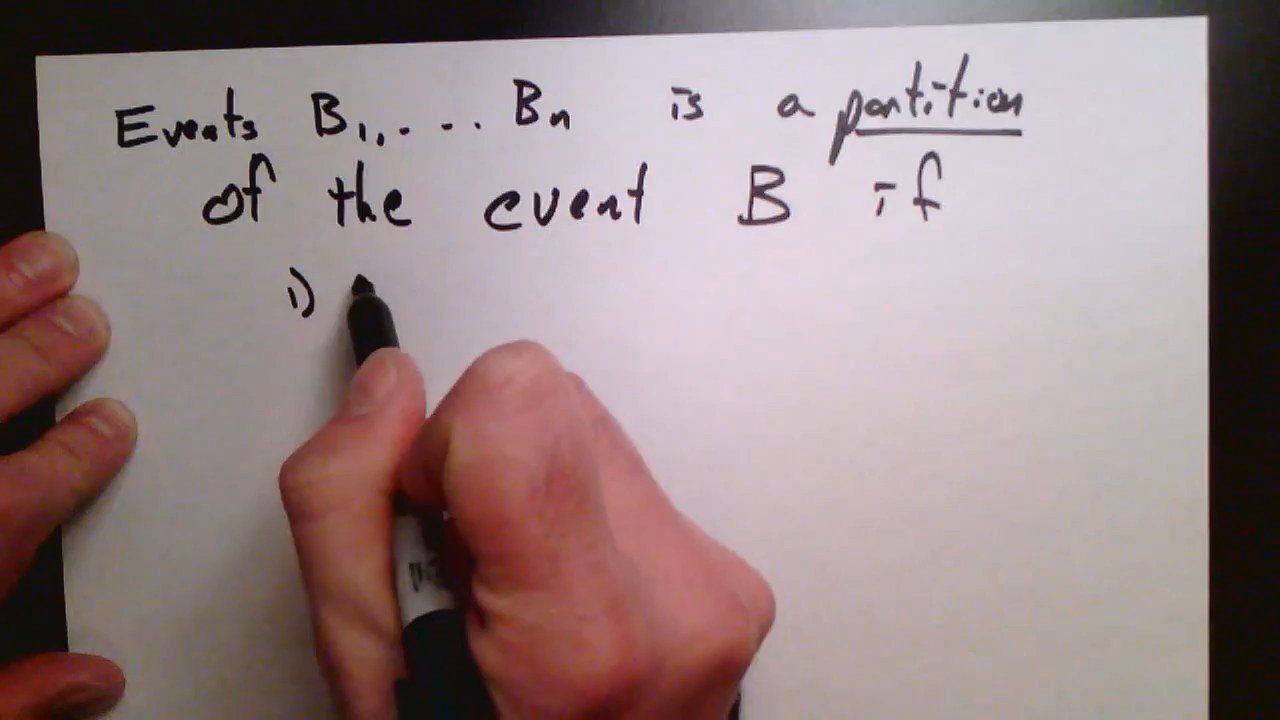 Events B1,.... Bn is a partition
of the event B if
1)